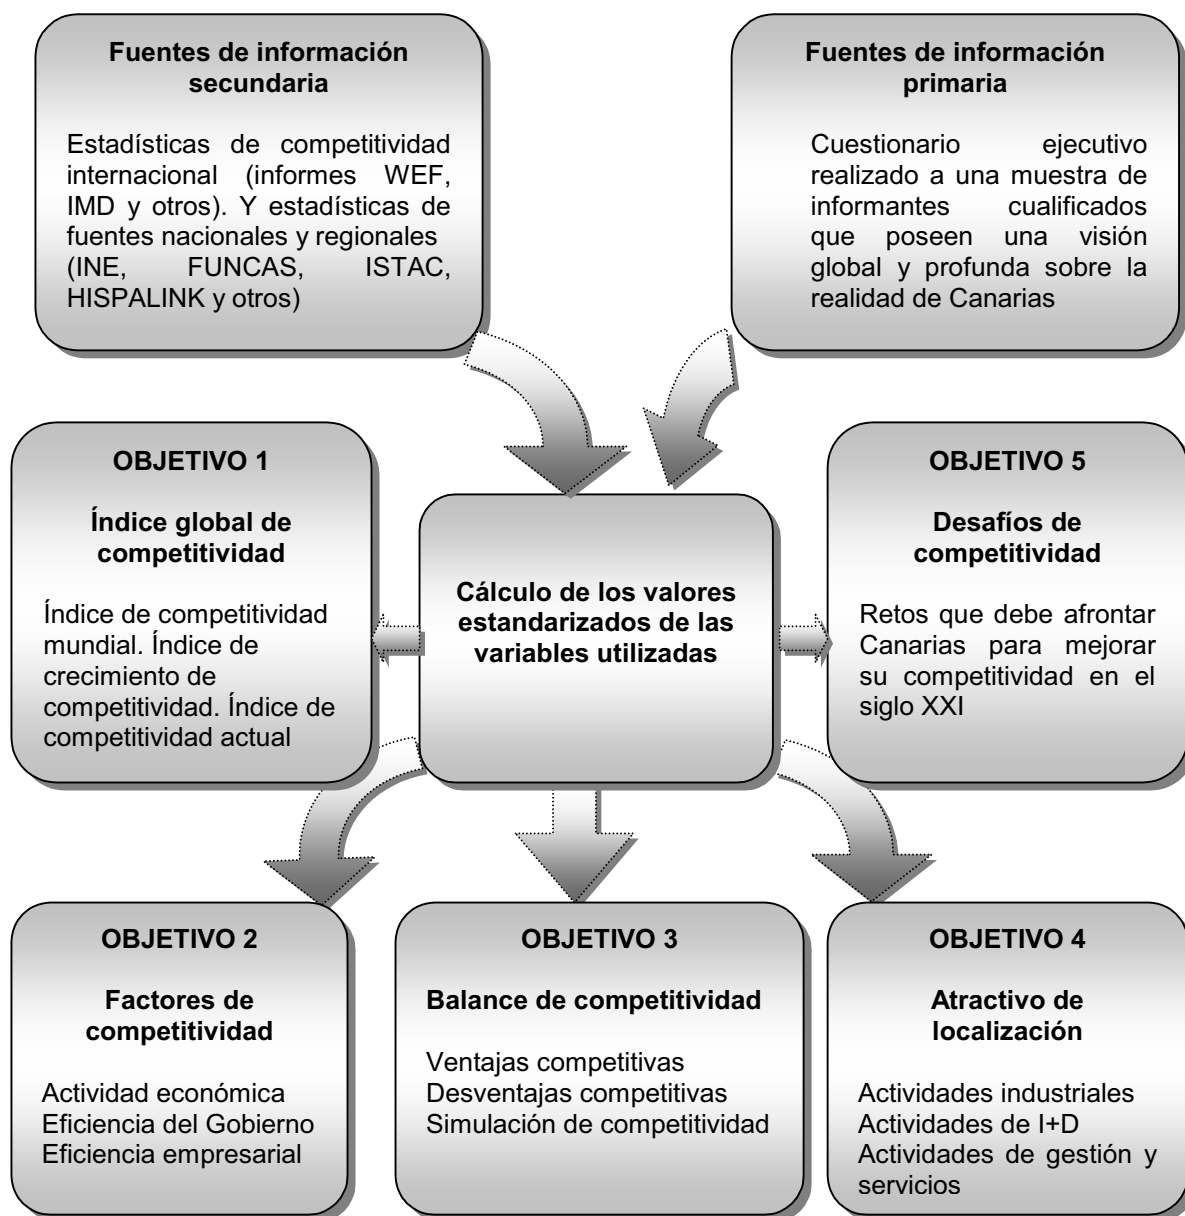 Fuentes de información
secundaria
Estadísticas de competitividad
internacional (informes WEF,
IMD y otros). Y estadísticas de
fuentes nacionales y regionales
(INE, FUNCAS, ISTAC,
HISPALINK y otros)
Fuentes de información
primaria
Cuestionario ejecutivo
realizado a una muestra de
informantes cualificados
que poseen una visión
global y profunda sobre la
realidad de Canarias
OBJETIVO 1
Índice global de
competitividad
Índice de competitividad
mundial. Índice de
crecimiento de
competitividad. Índice de
competitividad actual
Cálculo de los valores
estandarizados de las
variables utilizadas
OBJETIVO 5
Desafíos de
competitividad
Retos que debe afrontar
Canarias para mejorar
su competitividad en el
siglo XXI
OBJETIVO 2
Factores de
competitividad
Actividad económica
Eficiencia del Gobierno
Eficiencia empresarial
OBJETIVO 3
Balance de competitividad
Ventajas competitivas
Desventajas competitivas
Simulación de competitividad
OBJETIVO 4
Atractivo de
localización
Actividades industriales
Actividades de I+D
Actividades de gestión y
servicios